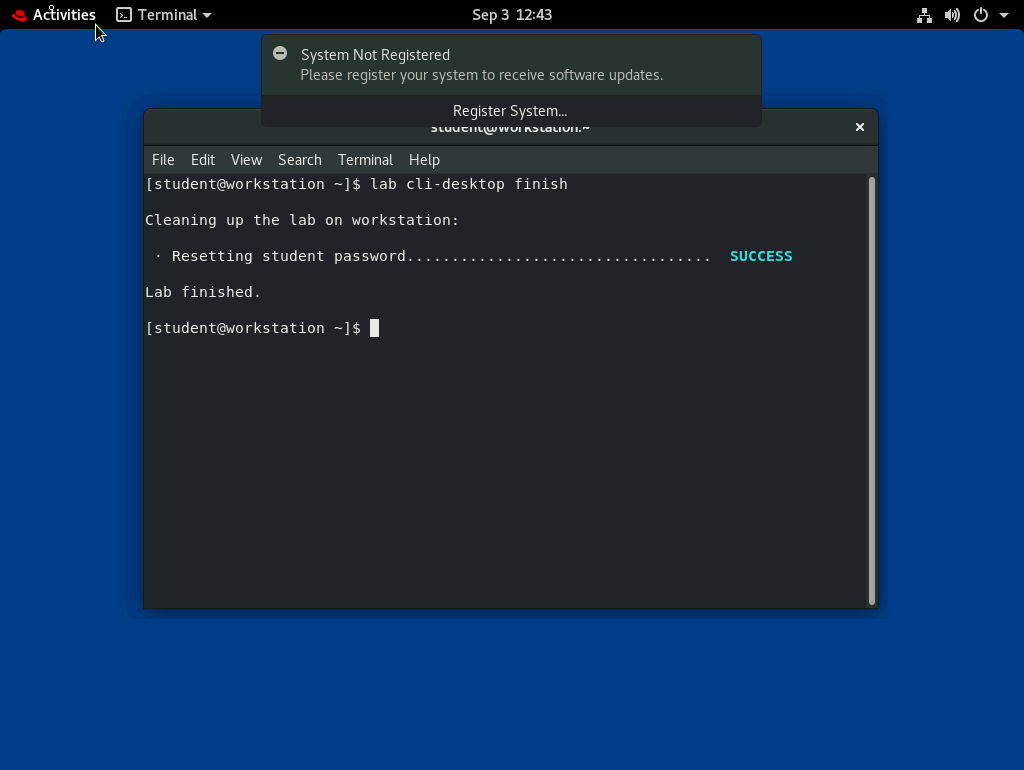 Activities Terminal Sep 3 12:43
System Not Registered
Please register your system to receive software updates.
Register System...
student@workstation:~
File Edit View Search Terminal Help
[student@workstation ~]$ lab cli-desktop finish
Cleaning up the lab on workstation:
· Resetting student password.................................. SUCCESS
Lab finished.
[student@workstation ~]$